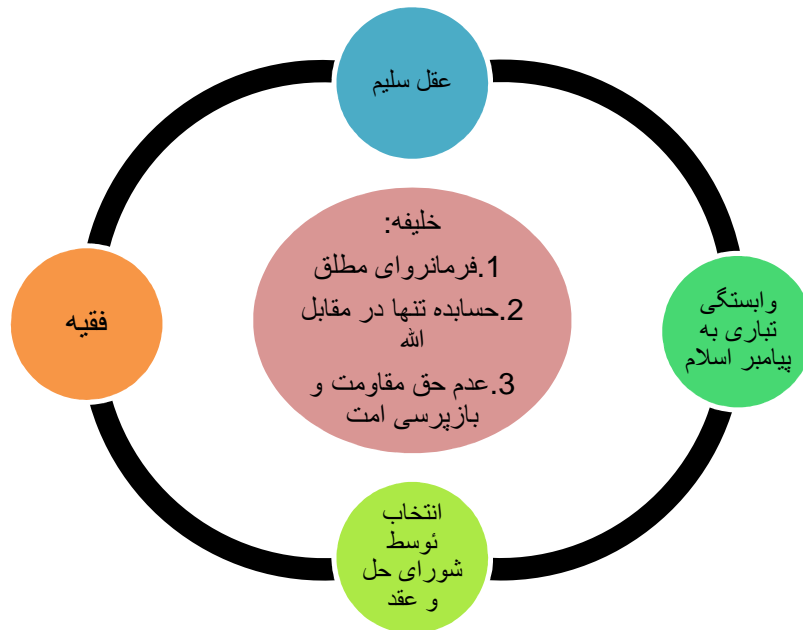 عقل سلیم
خلیفه:
1.فرمانروای مطلق
2.حسابده تنها در مقابل
الله
3.عدم حق مقاومت و
بازپرسی امت
وابستگی
تباری به
پیامبر اسلام
فقیه
انتخاب
ئوسط
شورای حل
و عقد